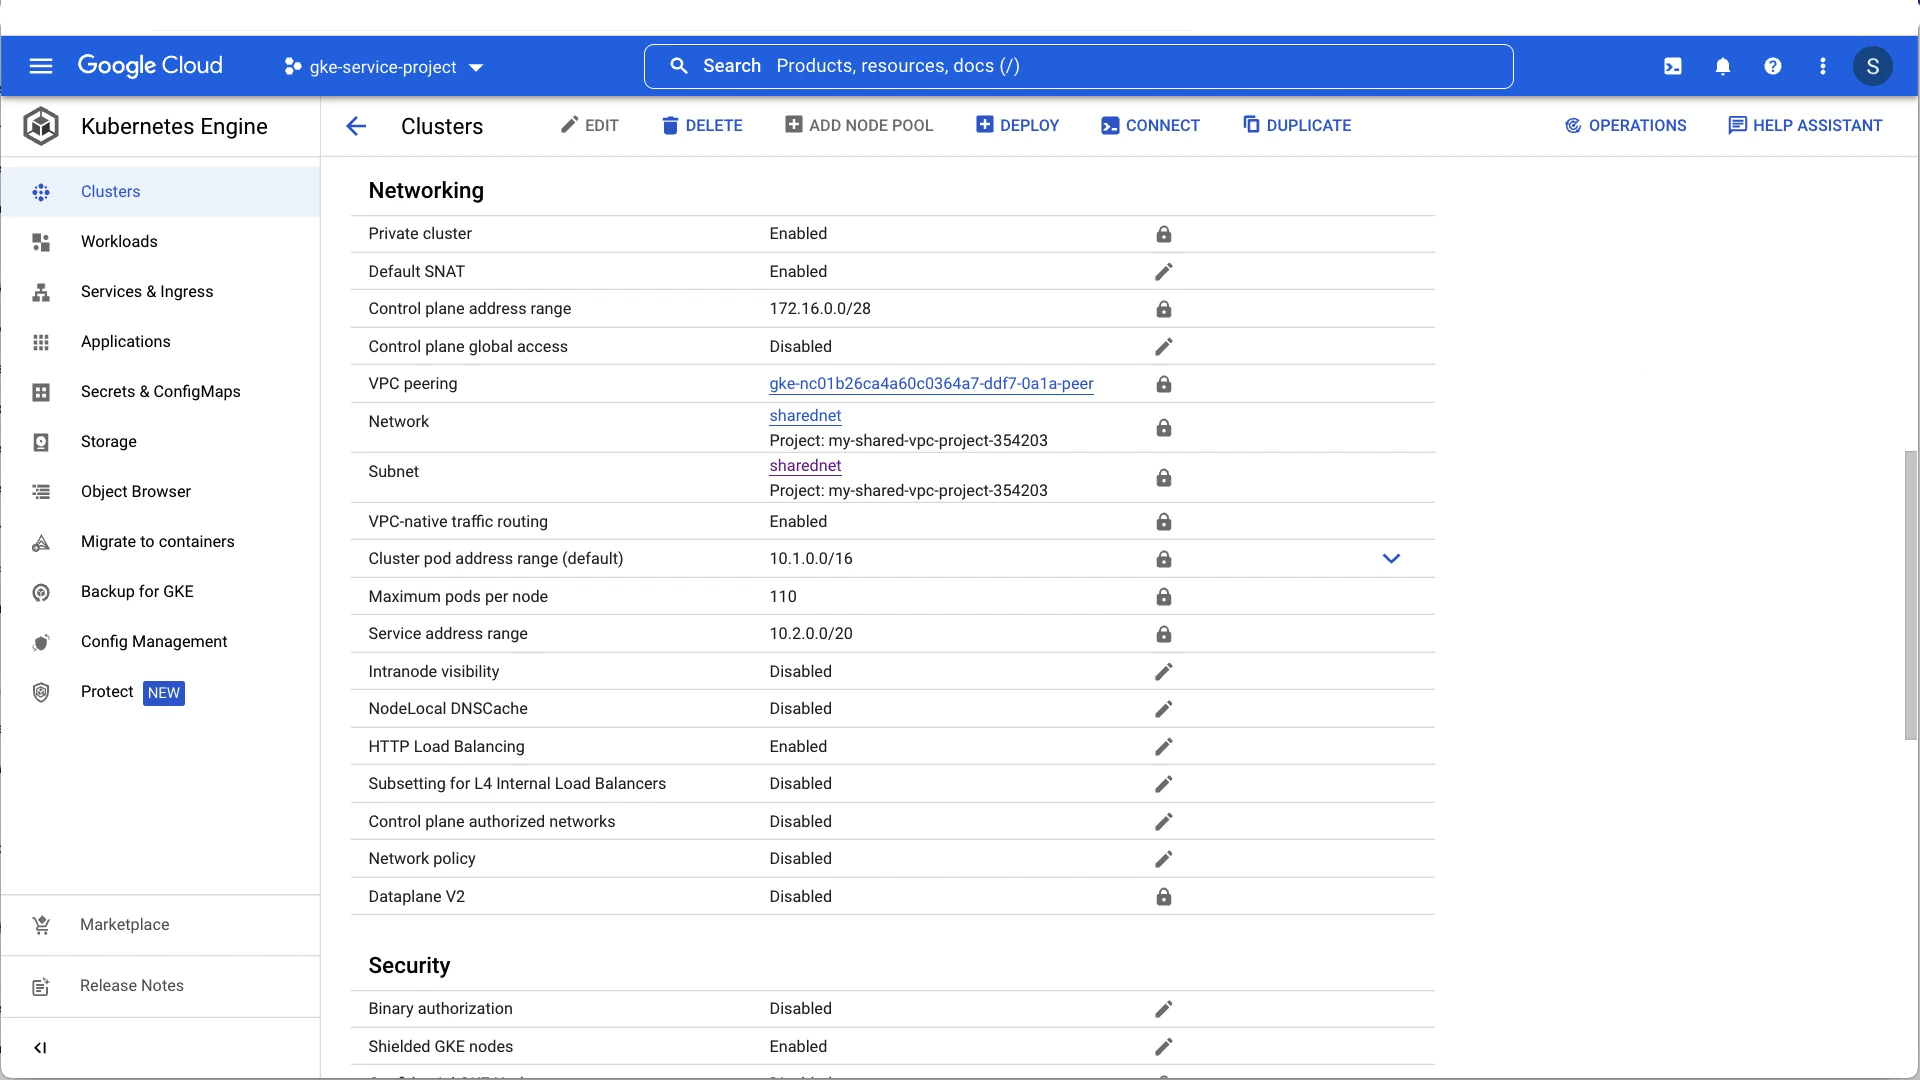 Google Cloud
gke-service-project
Search Products, resources, docs (/)
S
Kubernetes Engine
Clusters
EDIT
DELETE
ADD NODE POOL
DEPLOY
CONNECT
DUPLICATE
OPERATIONS
HELP ASSISTANT
Clusters
Workloads
Services & Ingress
Applications
Secrets & ConfigMaps
Storage
Object Browser
Migrate to containers
Backup for GKE
Config Management
Protect NEW
Marketplace
Release Notes
Networking
Private cluster Enabled
Default SNAT Enabled
Control plane address range 172.16.0.0/28
Control plane global access Disabled
VPC peering gke-nc01b26ca4a60c0364a7-ddf7-0a1a-peer
Network sharednet
Project: my-shared-vpc-project-354203
Subnet sharednet
Project: my-shared-vpc-project-354203
VPC-native traffic routing Enabled
Cluster pod address range (default) 10.1.0.0/16
Maximum pods per node 110
Service address range 10.2.0.0/20
Intranode visibility Disabled
NodeLocal DNSCache Disabled
HTTP Load Balancing Enabled
Subsetting for L4 Internal Load Balancers Disabled
Control plane authorized networks Disabled
Network policy Disabled
Dataplane V2 Disabled
Security
Binary authorization Disabled
Shielded GKE nodes Enabled